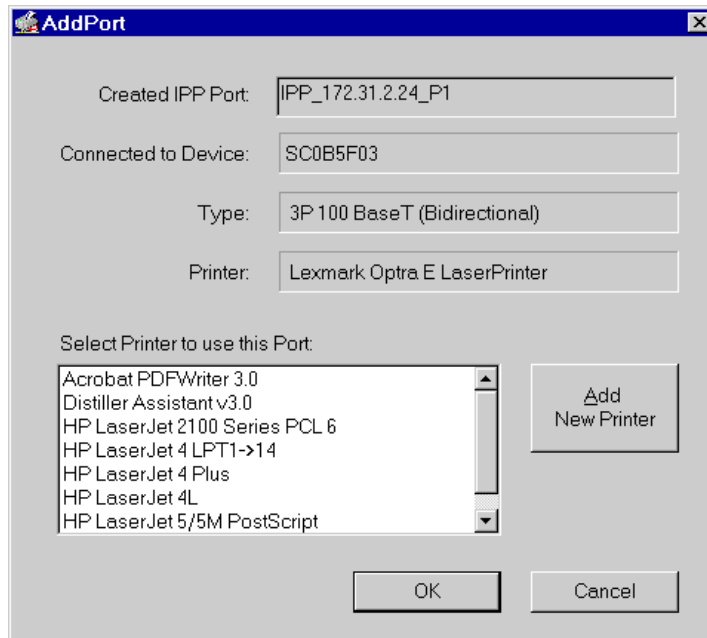 AddPort
Created IPP Port: IPP_172.31.2.24_P1
Connected to Device: SC0B5F03
Type: 3P 100 BaseT (Bidirectional)
Printer: Lexmark Optra E LaserPrinter
Select Printer to use this Port:
Acrobat PDFWriter 3.0
Distiller Assistant v3.0
HP LaserJet 2100 Series PCL 6
HP LaserJet 4 LPT1->14
HP LaserJet 4 Plus
HP LaserJet 4L
HP LaserJet 5/5M PostScript
Add
New Printer
OK Cancel